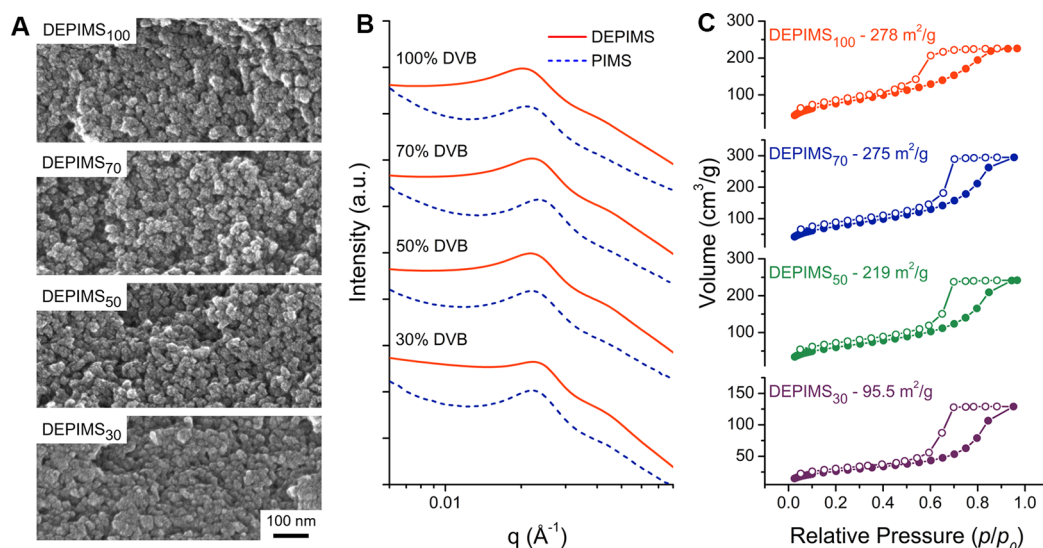 A
DEPIMS100
DEPIMS70
DEPIMS50
DEPIMS30
100 nm
B
Intensity (a.u.)
DEPIMS
PIMS
100% DVB
70% DVB
50% DVB
30% DVB
0.01
q (Å⁻¹)
C
Volume (cm³/g)
300
200
100
DEPIMS100 - 278 m²/g
300
200
100
DEPIMS70 - 275 m²/g
300
200
100
DEPIMS50 - 219 m²/g
150
100
50
DEPIMS30 - 95.5 m²/g
0.0 0.2 0.4 0.6 0.8 1.0
Relative Pressure (p/p0)